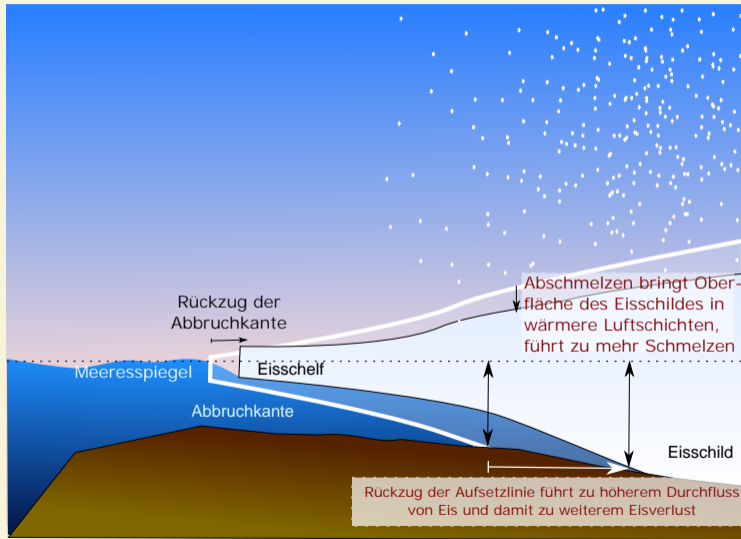 Abschmelzen bringt Ober-
fläche des Eisschildes in
wärmere Luftschichten,
führt zu mehr Schmelzen
Rückzug der
Abbruchkante
Meeresspiegel
Eisschelf
Abbruchkante
Eisschild
Rückzug der Aufsetzlinie führt zu höherem Durchfluss
von Eis und damit zu weiterem Eisverlust